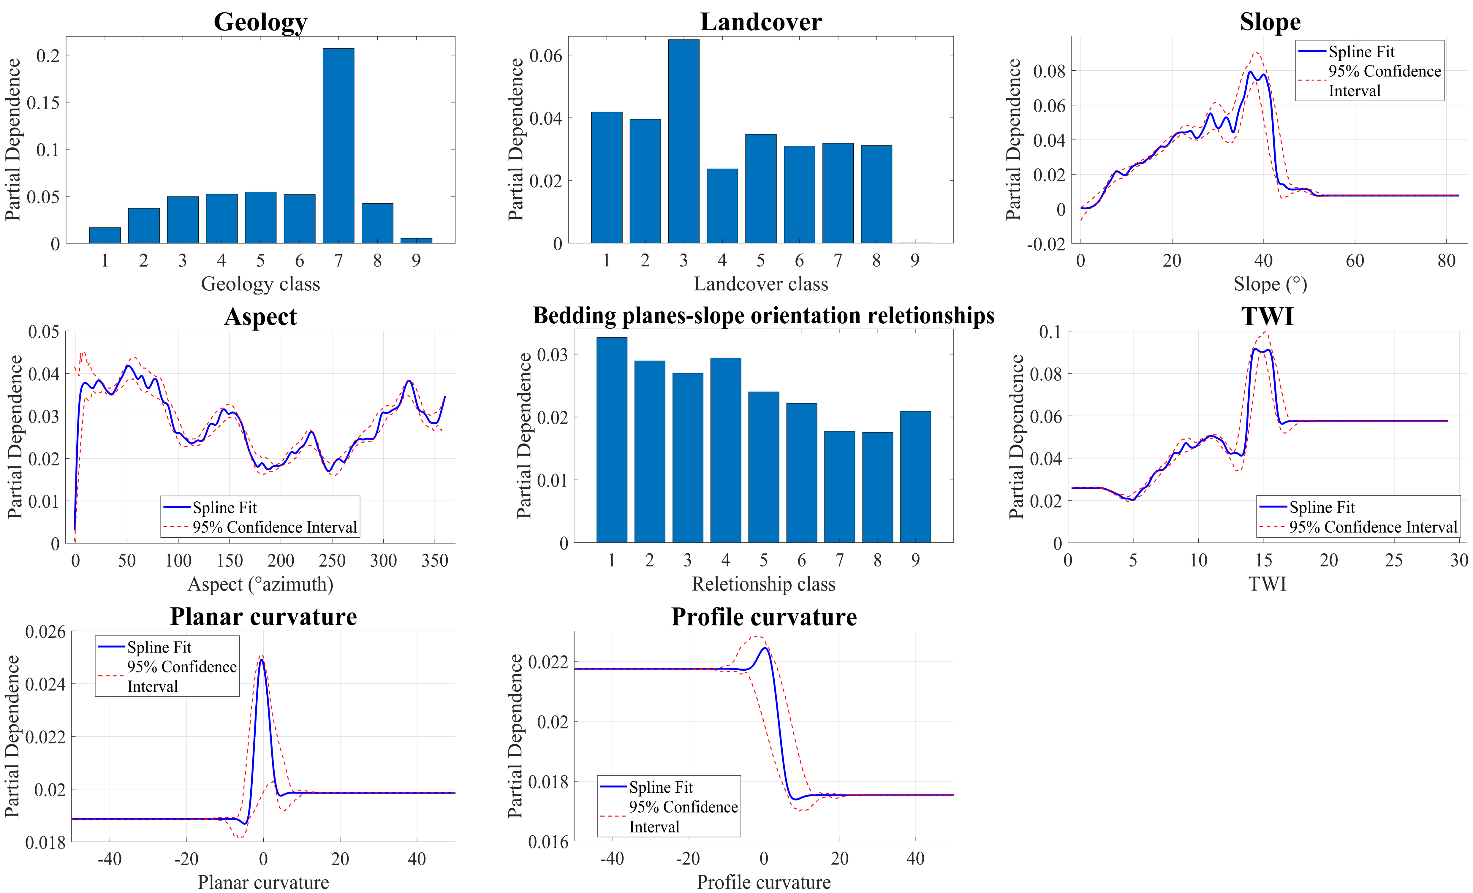 Geology
Partial Dependence
0.2
0.15
0.1
0.05
0
1 2 3 4 5 6 7 8 9
Geology class
Landcover
Partial Dependence
0.06
0.04
0.02
0
1 2 3 4 5 6 7 8 9
Landcover class
Slope
Partial Dependence
0.08
0.06
0.04
0.02
0
-0.02
Spline Fit
95% Confidence
Interval
0 20 40 60 80
Slope (°)
Aspect
Partial Dependence
0.05
0.04
0.03
0.02
0.01
0
Spline Fit
95% Confidence Interval
0 50 100 150 200 250 300 350
Aspect (°azimuth)
Bedding planes-slope orientation reletionships
Partial Dependence
0.03
0.02
0.01
0
1 2 3 4 5 6 7 8 9
Reletionship class
TWI
Partial Dependence
0.1
0.08
0.06
0.04
0.02
0
Spline Fit
95% Confidence Interval
0 5 10 15 20 25 30
TWI
Planar curvature
Partial Dependence
0.026
0.024
0.022
0.02
0.018
Spline Fit
95% Confidence
Interval
-40 -20 0 20 40
Planar curvature
Profile curvature
Partial Dependence
0.022
0.02
0.018
0.016
Spline Fit
95% Confidence
Interval
-40 -20 0 20 40
Profile curvature